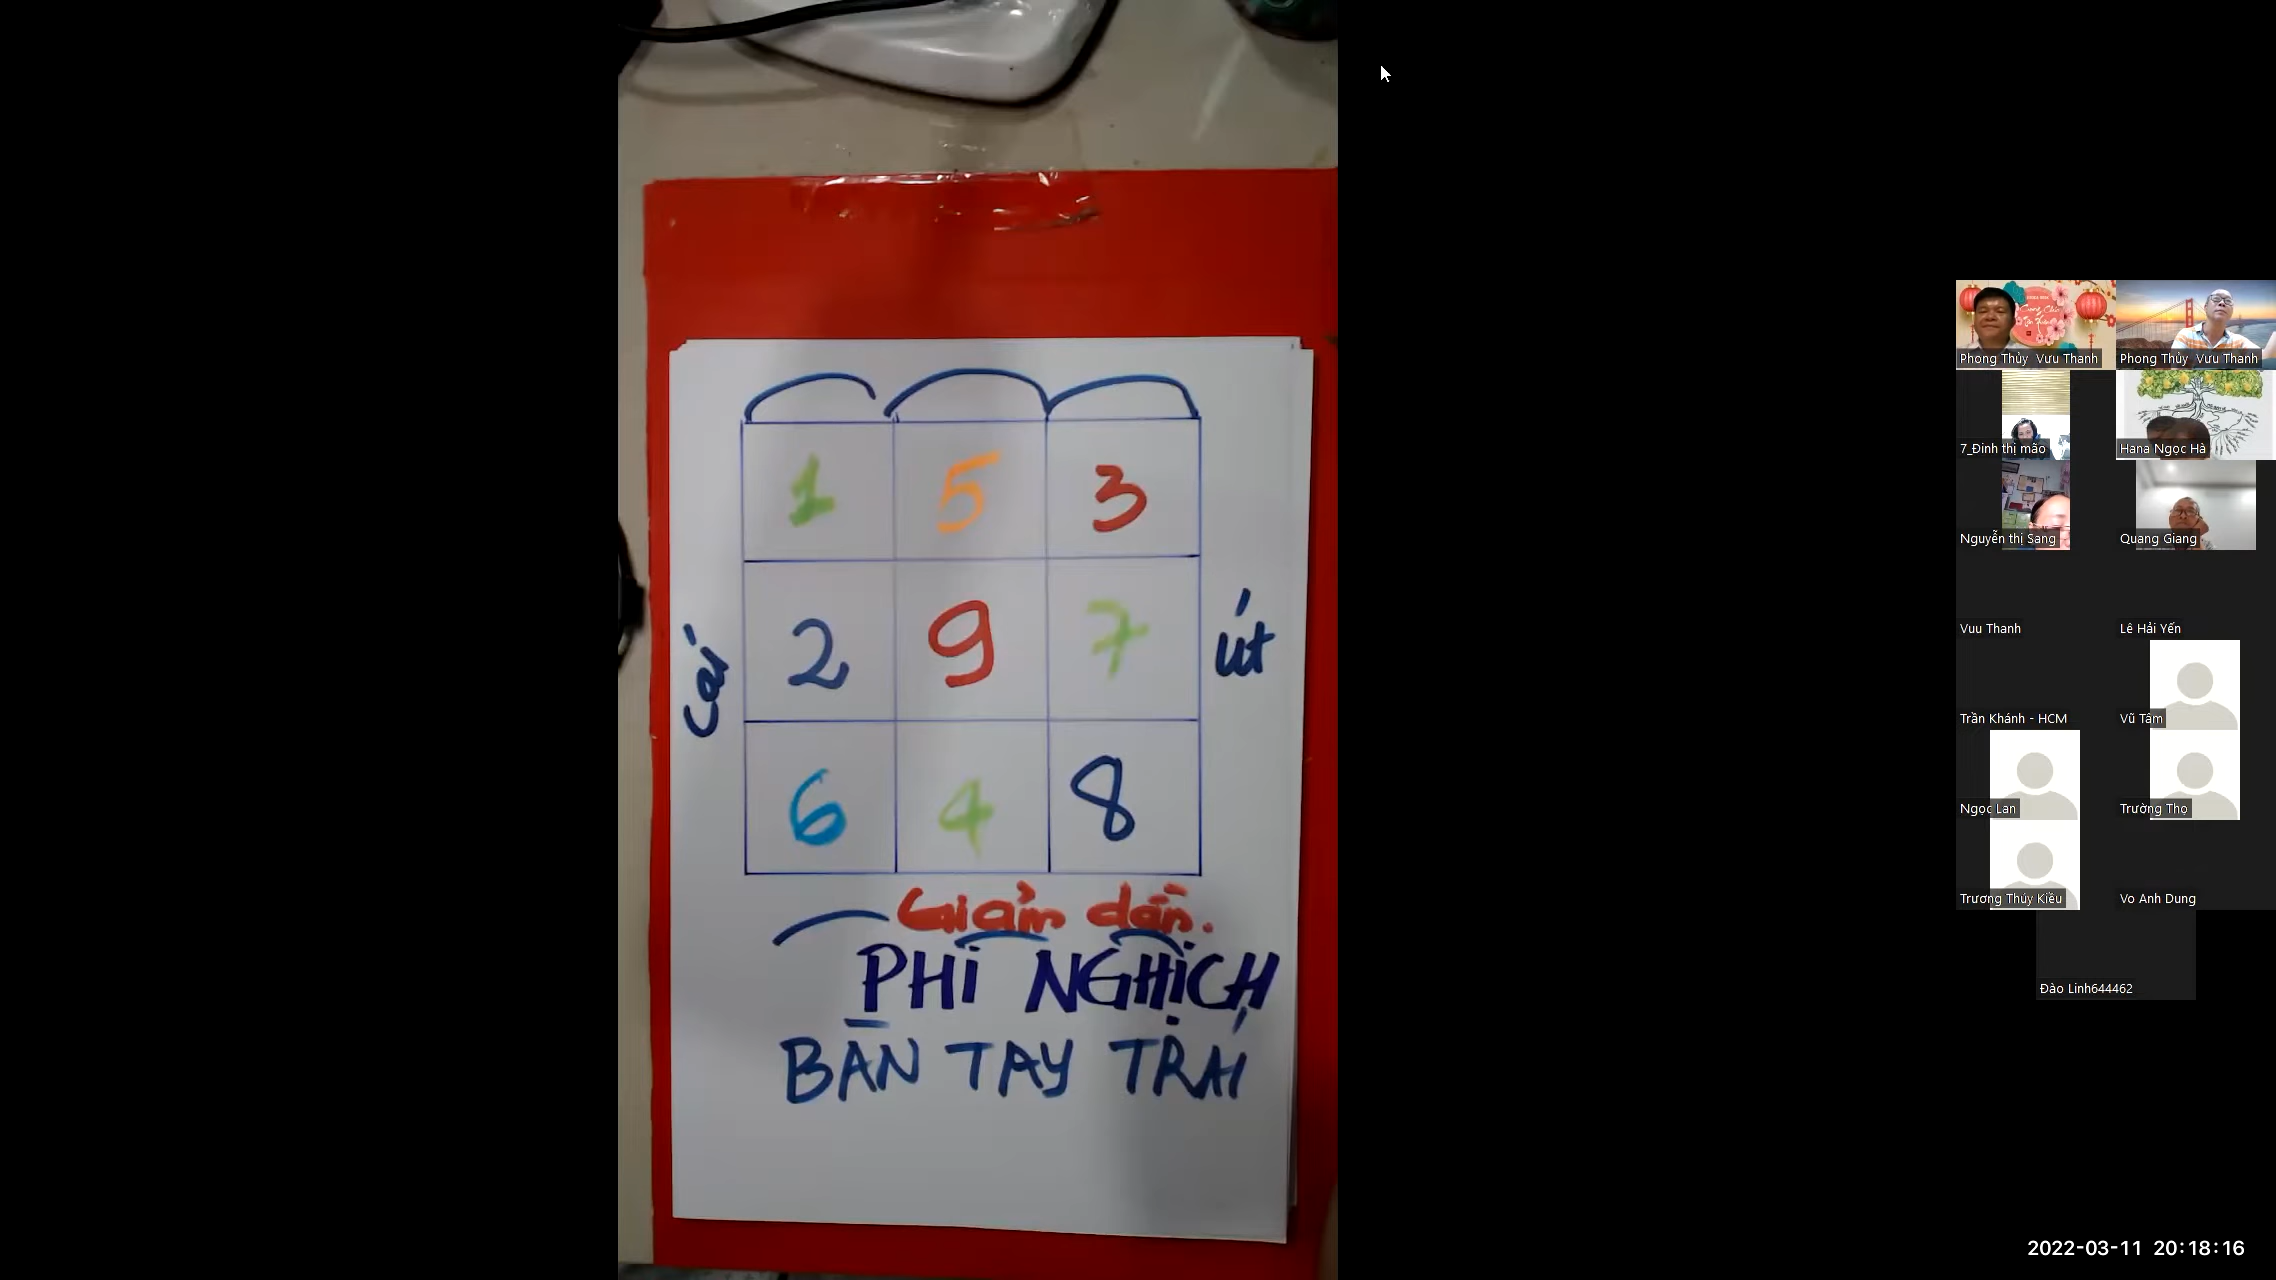 1 5 3
cái 2 9 7 út
6 4 8
Giảm dần.
PHI NGHỊCH
BÀN TAY TRÁI
Phong Thủy Vưu Thanh
Phong Thủy Vưu Thanh
7_Đinh thị mão
Hana Ngọc Hà
Nguyễn thị Sang
Quang Giang
Vuu Thanh
Lê Hải Yến
Trần Khánh - HCM
Vũ Tâm
Ngọc Lan
Trường Thọ
Trương Thúy Kiều
Vo Anh Dung
Đào Linh644462
2022-03-11 20:18:16